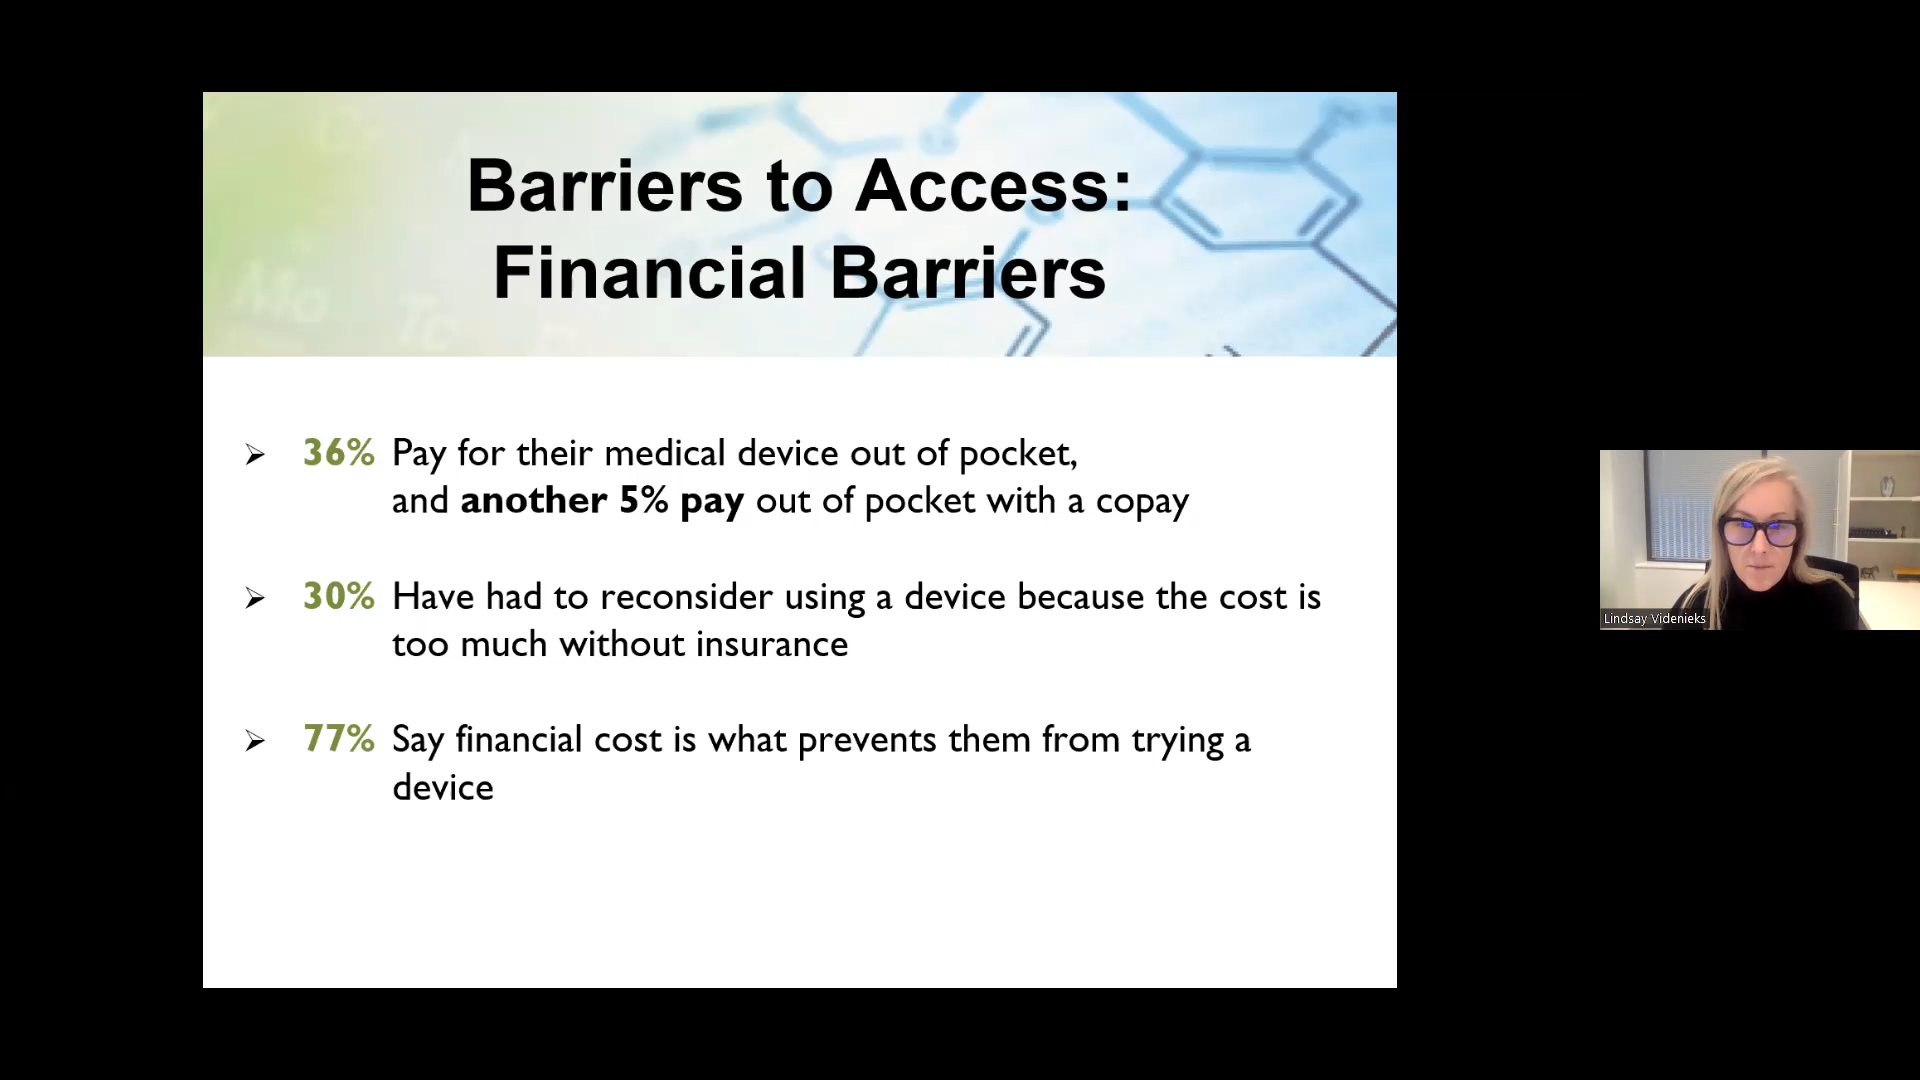 Barriers to Access:
Financial Barriers
Mo
Tc
➢ 36% Pay for their medical device out of pocket,
and another 5% pay out of pocket with a copay
➢ 30% Have had to reconsider using a device because the cost is
too much without insurance
➢ 77% Say financial cost is what prevents them from trying a
device
Lindsay Videnieks